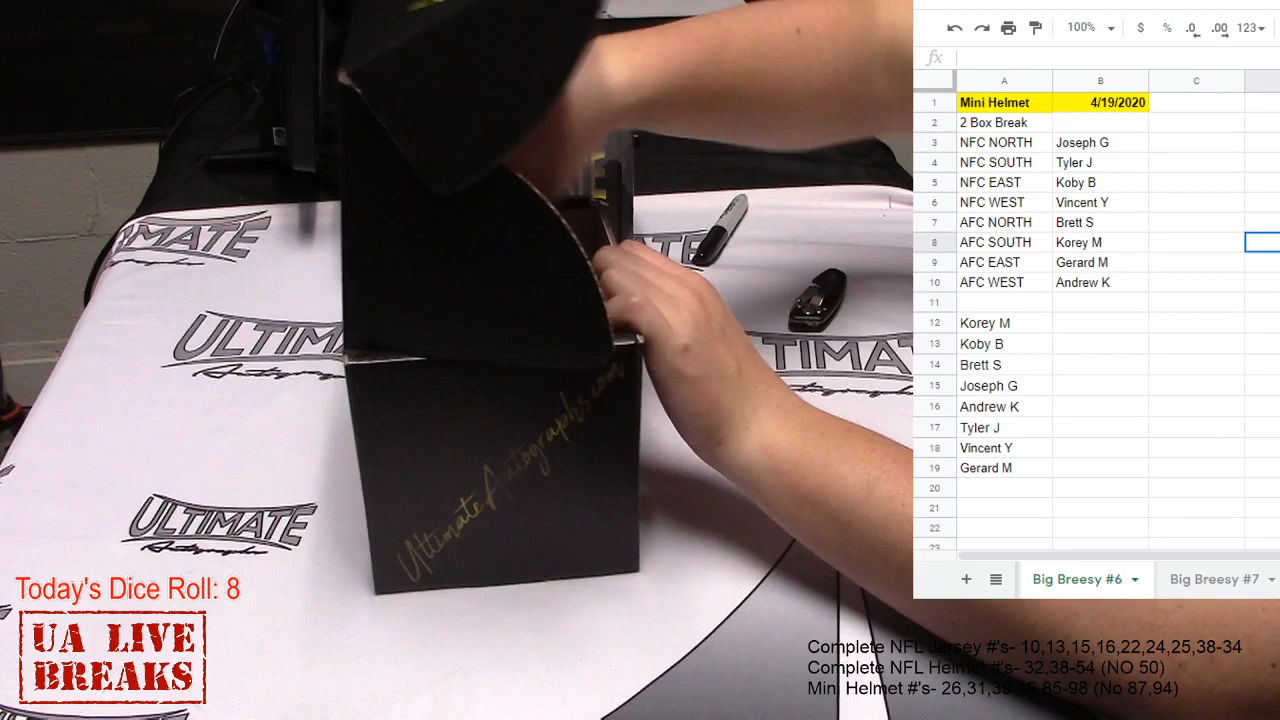 100%
$
%
.0
.00
123
fx
A
B
C
1 Mini Helmet 4/19/2020
2 2 Box Break
3 NFC NORTH Joseph G
4 NFC SOUTH Tyler J
5 NFC EAST Koby B
6 NFC WEST Vincent Y
7 AFC NORTH Brett S
8 AFC SOUTH Korey M
9 AFC EAST Gerard M
10 AFC WEST Andrew K
11
12 Korey M
13 Koby B
14 Brett S
15 Joseph G
16 Andrew K
17 Tyler J
18 Vincent Y
19 Gerard M
20
21
22
23
+
Big Breesy #6
Big Breesy #7
ULTIMATE
Autographs
UltimateAutographs.com
Today's Dice Roll: 8
UA LIVE
BREAKS
Complete NFL Jersey #'s- 10,13,15,16,22,24,25,38-34
Complete NFL Helmet #'s- 32,38-54 (NO 50)
Mini Helmet #'s- 26,31,39, 85-98 (No 87,94)